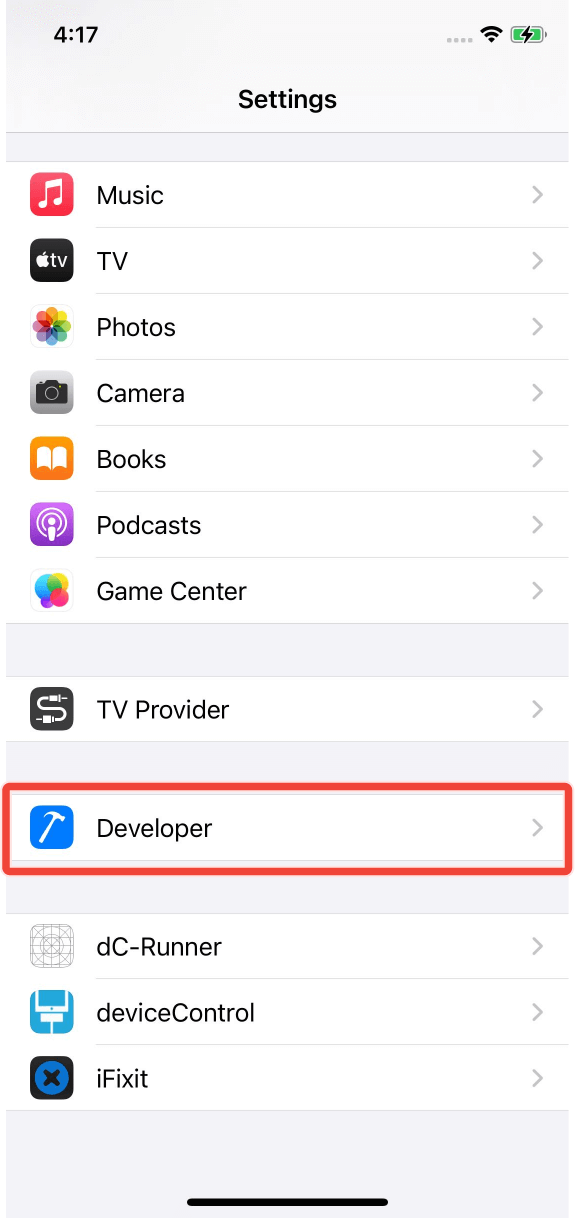 4:17
Settings
Music
tv
TV
Photos
Camera
Books
Podcasts
Game Center
TV Provider
Developer
dC-Runner
deviceControl
iFixit